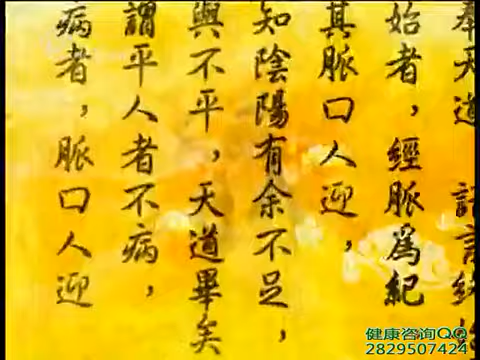 奉天道 請言終
始者，經脈爲紀
其脈口人迎，
知陰陽有余不足，
與不平，天道畢矣
謂平人者不病，
病者，脈口人迎
健康咨询QQ
2829507424